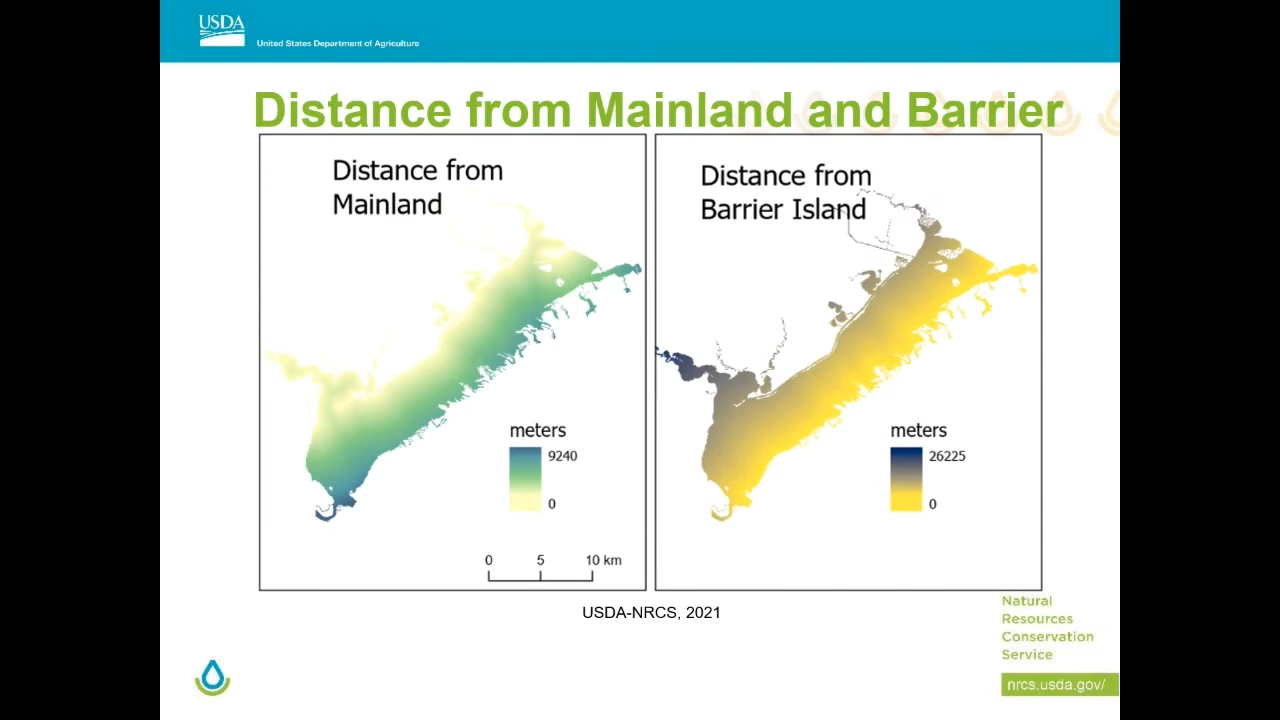 USDA
United States Department of Agriculture
Distance from Mainland and Barrier
Distance from
Mainland
meters
9240
0
0 5 10 km
Distance from
Barrier Island
meters
26225
0
USDA-NRCS, 2021
Natural
Resources
Conservation
Service
nrcs.usda.gov/